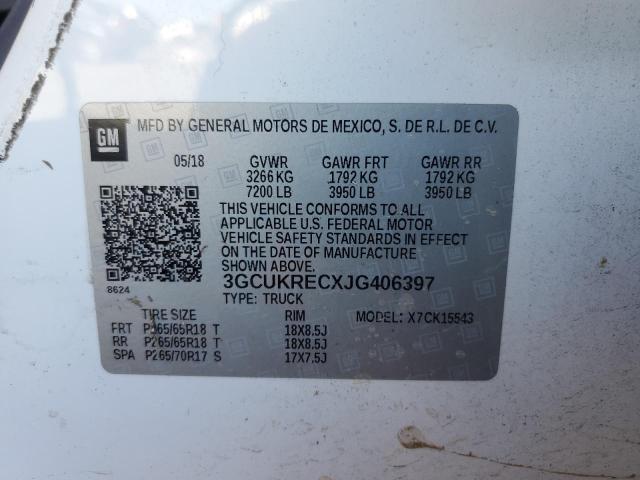 GM
MFD BY GENERAL MOTORS DE MEXICO, S. DE R.L. DE C.V.
05/18 GVWR GAWR FRT GAWR RR
3266 KG 1792 KG 1792 KG
7200 LB 3950 LB 3950 LB
THIS VEHICLE CONFORMS TO ALL
APPLICABLE U.S. FEDERAL MOTOR
VEHICLE SAFETY STANDARDS IN EFFECT
ON THE DATE OF MANUFACTURE
SHOWN ABOVE.
8624
3GCUKRECXJG406397
TYPE: TRUCK
TIRE SIZE RIM MODEL: X7CK15543
FRT P265/65R18 T 18X8.5J
RR P265/65R18 T 18X8.5J
SPA P265/70R17 S 17X7.5J